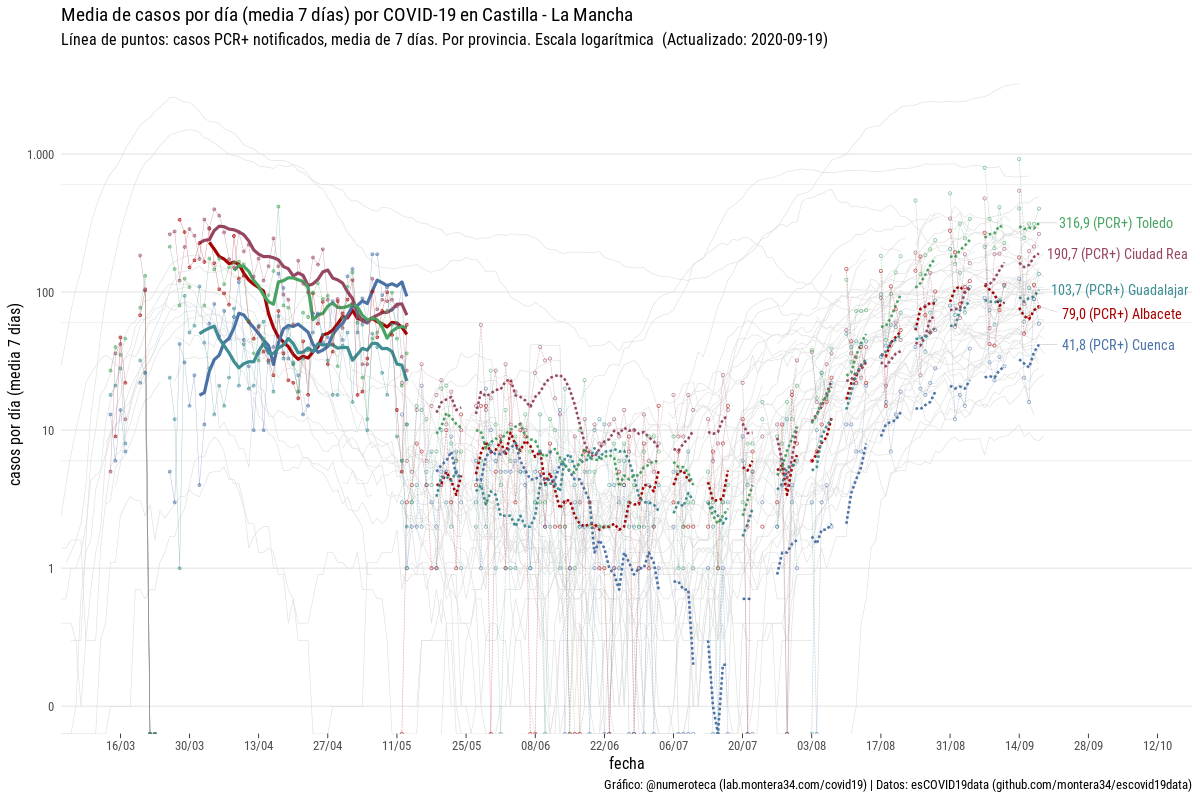 Media de casos por día (media 7 días) por COVID-19 en Castilla - La Mancha
Línea de puntos: casos PCR+ notificados, media de 7 días. Por provincia. Escala logarítmica (Actualizado: 2020-09-19)
casos por día (media 7 días)
1.000
100
10
1
0
316,9 (PCR+) Toledo
190,7 (PCR+) Ciudad Rea
103,7 (PCR+) Guadalajar
79,0 (PCR+) Albacete
41,8 (PCR+) Cuenca
16/03 30/03 13/04 27/04 11/05 25/05 08/06 22/06 06/07 20/07 03/08 17/08 31/08 14/09 28/09 12/10
fecha
Gráfico: @numeroteca (lab.montera34.com/covid19) | Datos: esCOVID19data (github.com/montera34/escovid19data)